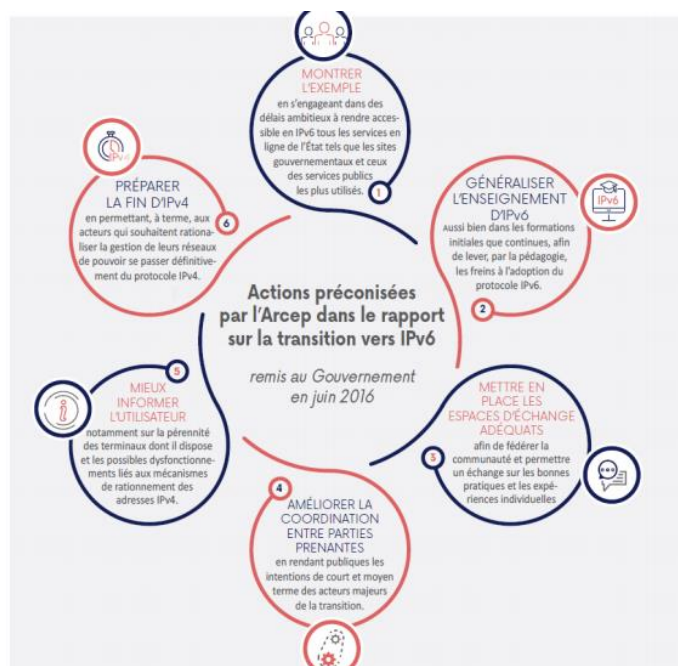 MONTRER
L'EXEMPLE
en s'engageant dans des
délais ambitieux à rendre acces-
sible en IPv6 tous les services en
ligne de l'État tels que les sites
gouvernementaux et ceux
des services publics
les plus utilisés.
1
IPv6
GÉNÉRALISER
L'ENSEIGNEMENT
D'IPv6
Aussi bien dans les formations
initiales que continues, afin
de lever, par la pédagogie,
les freins à l'adoption du
protocole IPv6.
2
METTRE EN
PLACE LES
ESPACES D'ÉCHANGE
ADÉQUATS
3
afin de fédérer la
communauté et permettre
un échange sur les bonnes
pratiques et les expé-
riences individuelles
4
AMÉLIORER LA
COORDINATION
ENTRE PARTIES
PRENANTES
en rendant publiques les
intentions de court et moyen
terme des acteurs majeurs
de la transition.
5
MIEUX
INFORMER
L'UTILISATEUR
notamment sur la pérennité
des terminaux dont il dispose
et les possibles dysfonctionne-
ments liés aux mécanismes
de rationnement des
adresses IPv4.
IPv4
PRÉPARER
LA FIN D'IPv4
6
en permettant, à terme, aux
acteurs qui souhaitent rationa-
liser la gestion de leurs réseaux
de pouvoir se passer définitive-
ment du protocole IPv4.
Actions préconisées
par l'Arcep dans le rapport
sur la transition vers IPv6
remis au Gouvernement
en juin 2016